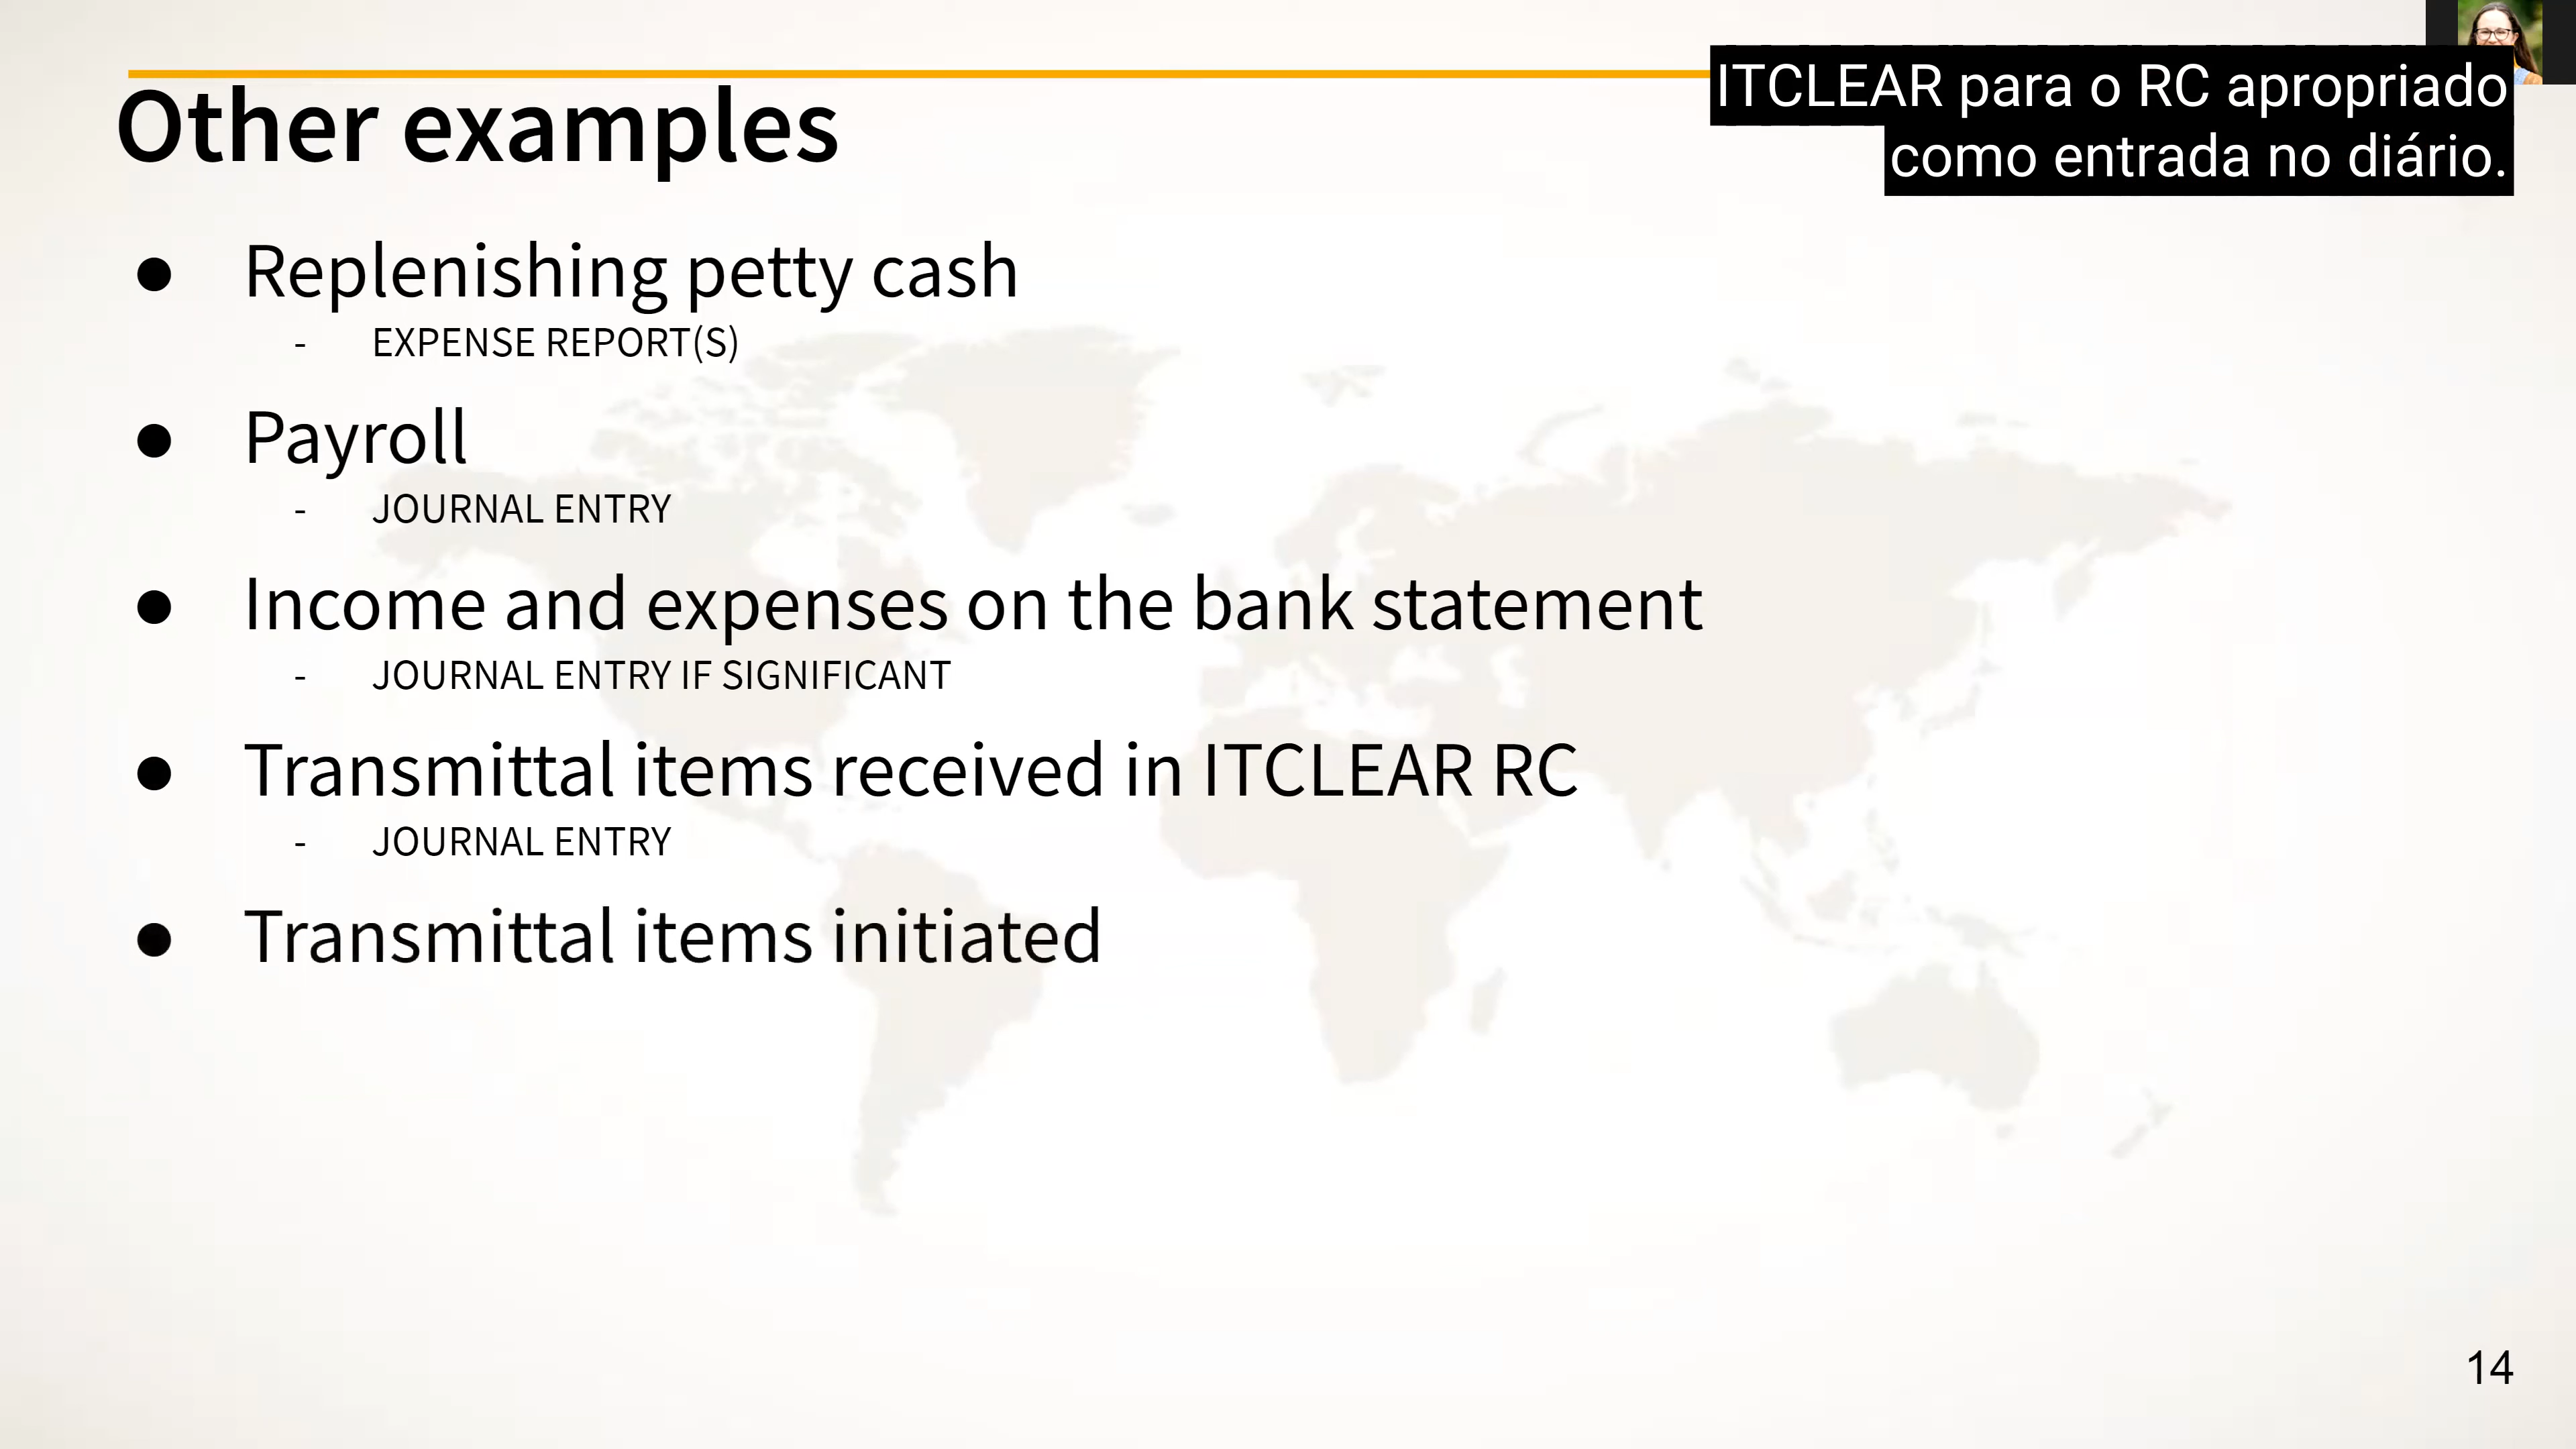 ITCLEAR para o RC apropriado
como entrada no diário.
Other examples
● Replenishing petty cash
- EXPENSE REPORT(S)
● Payroll
- JOURNAL ENTRY
● Income and expenses on the bank statement
- JOURNAL ENTRY IF SIGNIFICANT
● Transmittal items received in ITCLEAR RC
- JOURNAL ENTRY
● Transmittal items initiated
14